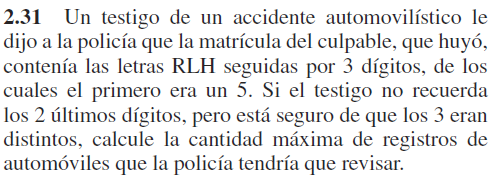 2.31 Un testigo de un accidente automovilístico le
dijo a la policía que la matrícula del culpable, que huyó,
contenía las letras RLH seguidas por 3 dígitos, de los
cuales el primero era un 5. Si el testigo no recuerda
los 2 últimos dígitos, pero está seguro de que los 3 eran
distintos, calcule la cantidad máxima de registros de
automóviles que la policía tendría que revisar.